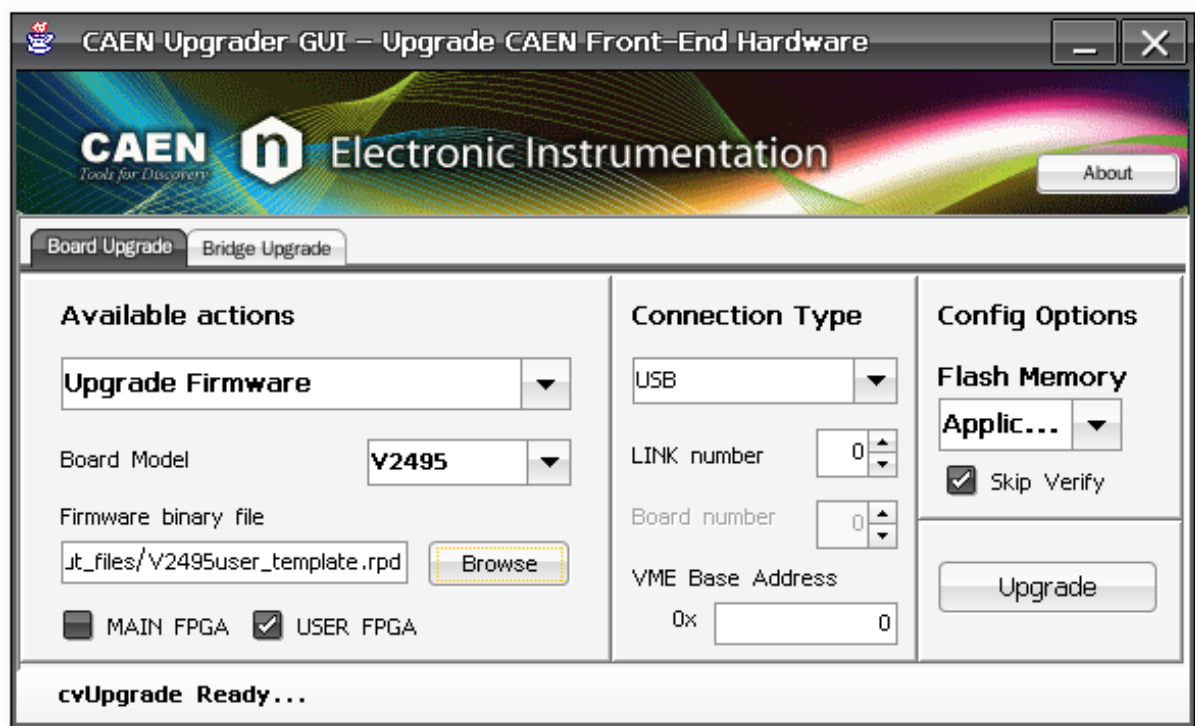 CAEN Upgrader GUI – Upgrade CAEN Front-End Hardware
CAEN
Tools for Discovery
n
Electronic Instrumentation
About
Board Upgrade
Bridge Upgrade
Available actions
Upgrade Firmware
Board Model
V2495
Firmware binary file
ut_files/V2495user_template.rpd
Browse
MAIN FPGA
USER FPGA
Connection Type
USB
LINK number
0
Board number
0
VME Base Address
0x
0
Config Options
Flash Memory
Applic...
Skip Verify
Upgrade
cvUpgrade Ready...